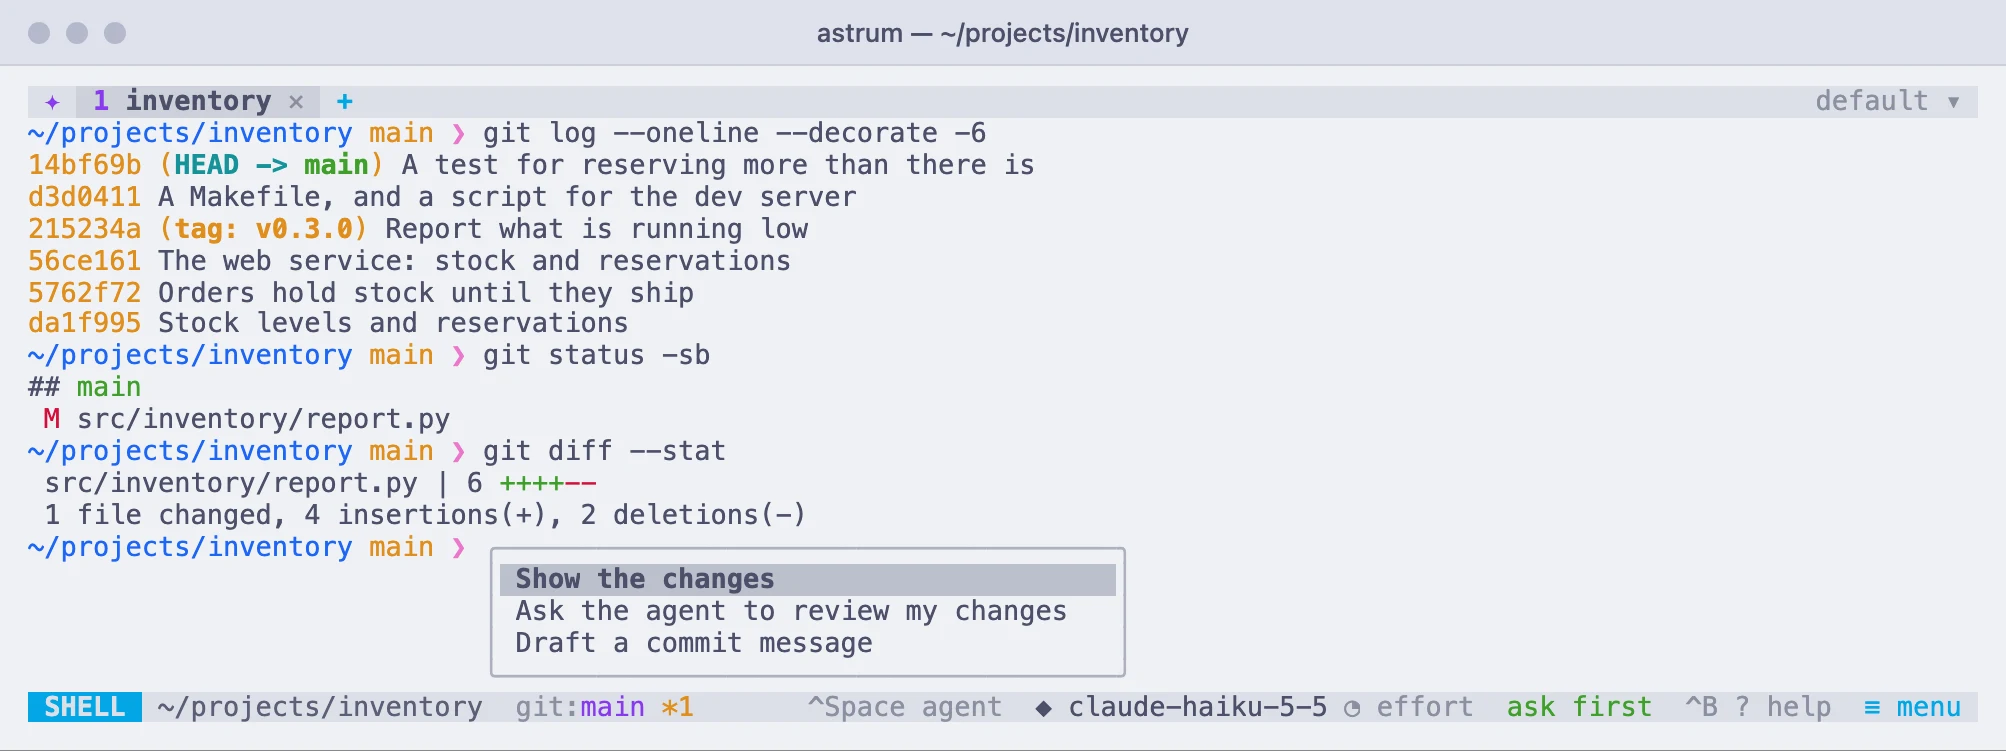 astrum — ~/projects/inventory
✦ 1 inventory × + default ▾
~/projects/inventory main ❯ git log --oneline --decorate -6
14bf69b (HEAD -> main) A test for reserving more than there is
d3d0411 A Makefile, and a script for the dev server
215234a (tag: v0.3.0) Report what is running low
56ce161 The web service: stock and reservations
5762f72 Orders hold stock until they ship
da1f995 Stock levels and reservations
~/projects/inventory main ❯ git status -sb
## main
 M src/inventory/report.py
~/projects/inventory main ❯ git diff --stat
 src/inventory/report.py | 6 ++++--
 1 file changed, 4 insertions(+), 2 deletions(-)
~/projects/inventory main ❯
Show the changes
Ask the agent to review my changes
Draft a commit message
SHELL ~/projects/inventory git:main *1 ^Space agent ◆ claude-haiku-5-5 ◔ effort ask first ^B ? help ≡ menu